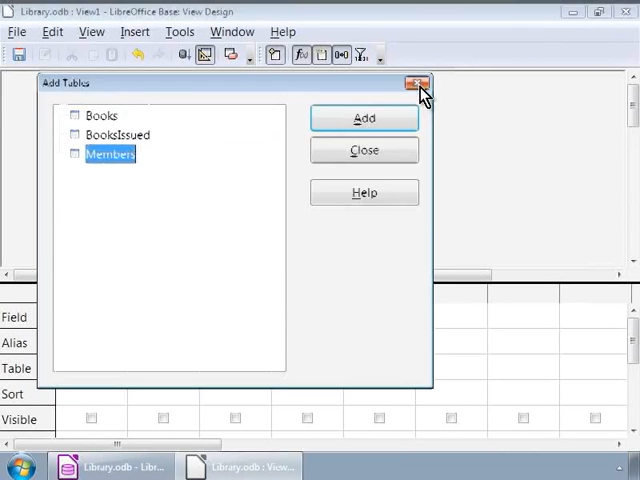 Library.odb : View1 - LibreOffice Base: View Design
File Edit View Insert Tools Window Help
Add Tables
Books
BooksIssued
Members
Add
Close
Help
Field
Alias
Table
Sort
Visible
Library.odb - Libr...
Library.odb : View...